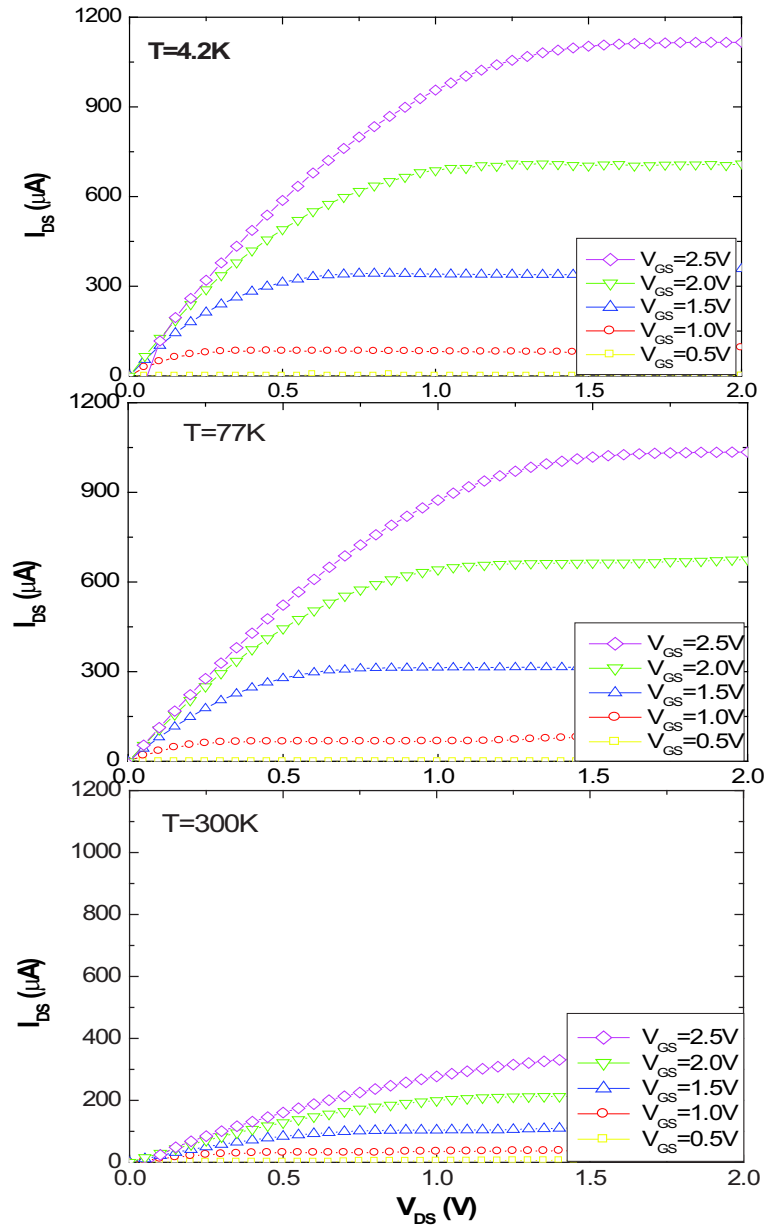 1200
T=4.2K
900
600
300
0
I_DS (μA)
V_GS=2.5V
V_GS=2.0V
V_GS=1.5V
V_GS=1.0V
V_GS=0.5V
0.0 0.5 1.0 1.5 2.0
1200
T=77K
900
600
300
0
I_DS (μA)
V_GS=2.5V
V_GS=2.0V
V_GS=1.5V
V_GS=1.0V
V_GS=0.5V
0.0 0.5 1.0 1.5 2.0
1200
T=300K
1000
800
600
400
200
0
I_DS (μA)
V_GS=2.5V
V_GS=2.0V
V_GS=1.5V
V_GS=1.0V
V_GS=0.5V
0.0 0.5 1.0 1.5 2.0
V_DS (V)